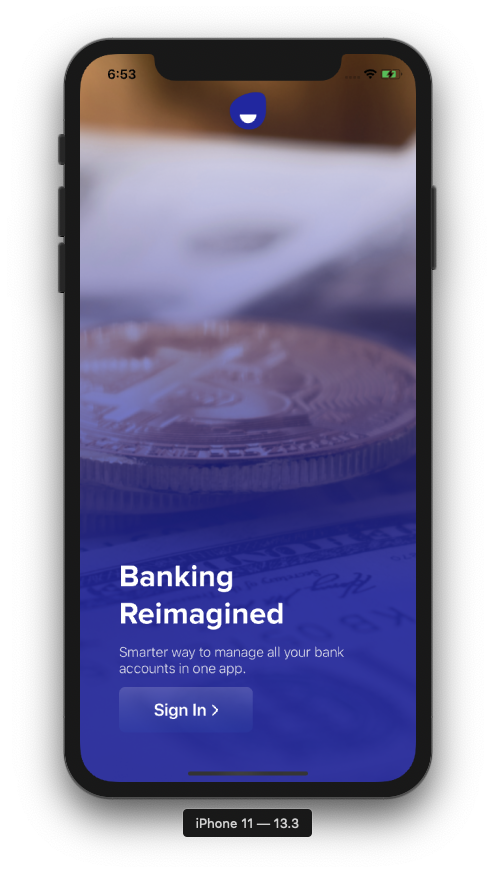 6:53
Banking
Reimagined
Smarter way to manage all your bank
accounts in one app.
Sign In >
iPhone 11 — 13.3